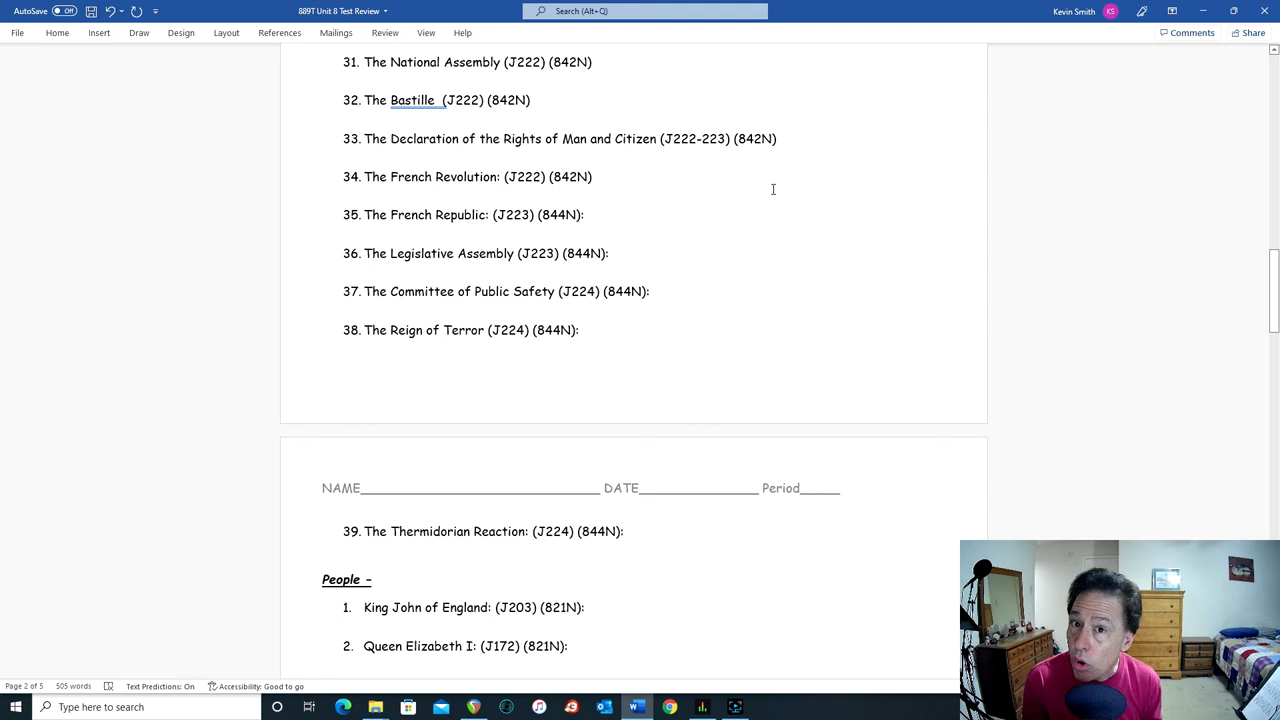 AutoSave Off 889T Unit 8 Test Review Search (Alt+Q) Kevin Smith KS
File Home Insert Draw Design Layout References Mailings Review View Help Comments Share
31. The National Assembly (J222) (842N)
32. The Bastille (J222) (842N)
33. The Declaration of the Rights of Man and Citizen (J222-223) (842N)
34. The French Revolution: (J222) (842N)
35. The French Republic: (J223) (844N):
36. The Legislative Assembly (J223) (844N):
37. The Committee of Public Safety (J224) (844N):
38. The Reign of Terror (J224) (844N):
NAME______________________________ DATE_______________ Period_____
39. The Thermidorian Reaction: (J224) (844N):
People -
1. King John of England: (J203) (821N):
2. Queen Elizabeth I: (J172) (821N):
Page 2 of 5 505 words Text Predictions: On Accessibility: Good to go
Type here to search